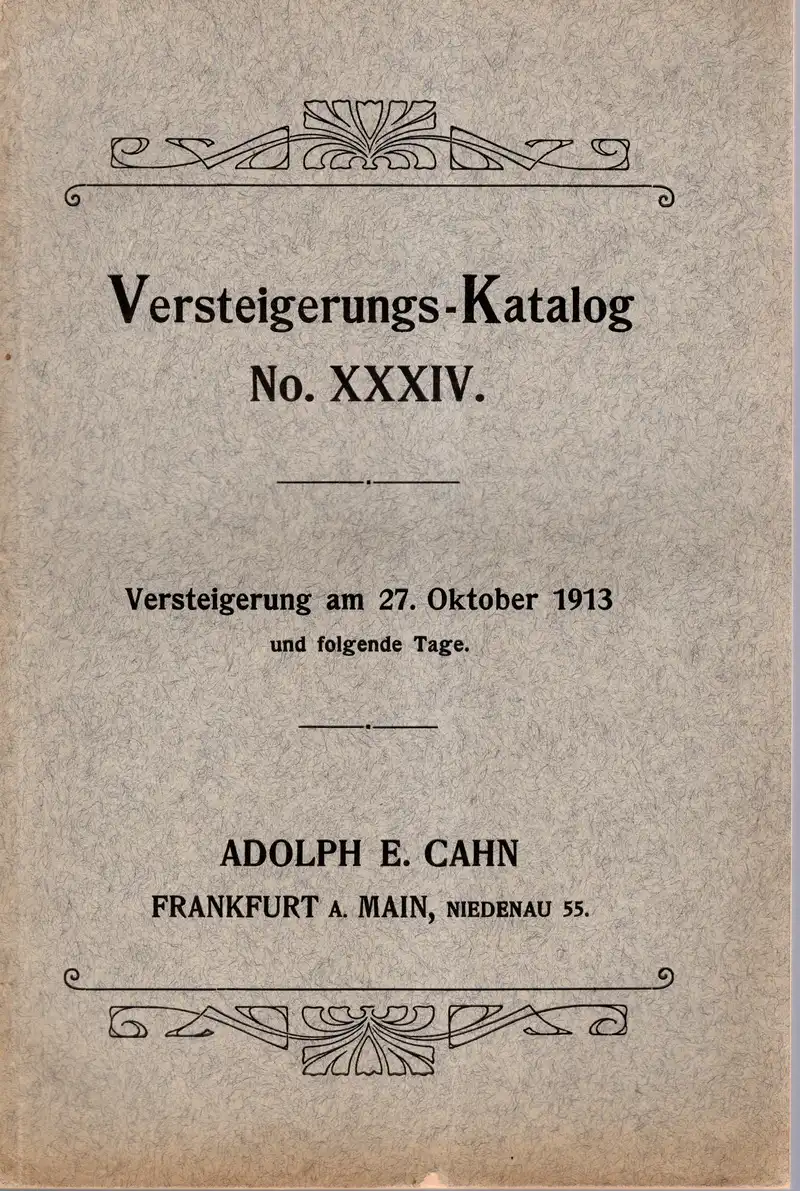 Versteigerungs-Katalog
No. XXXIV.
Versteigerung am 27. Oktober 1913
und folgende Tage.
ADOLPH E. CAHN
FRANKFURT A. MAIN, NIEDENAU 55.